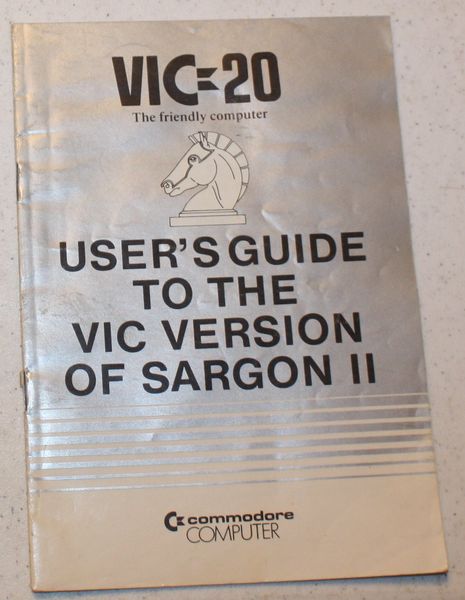 VIC-20
The friendly computer
USER'S GUIDE
TO THE
VIC VERSION
OF SARGON II
commodore
COMPUTER